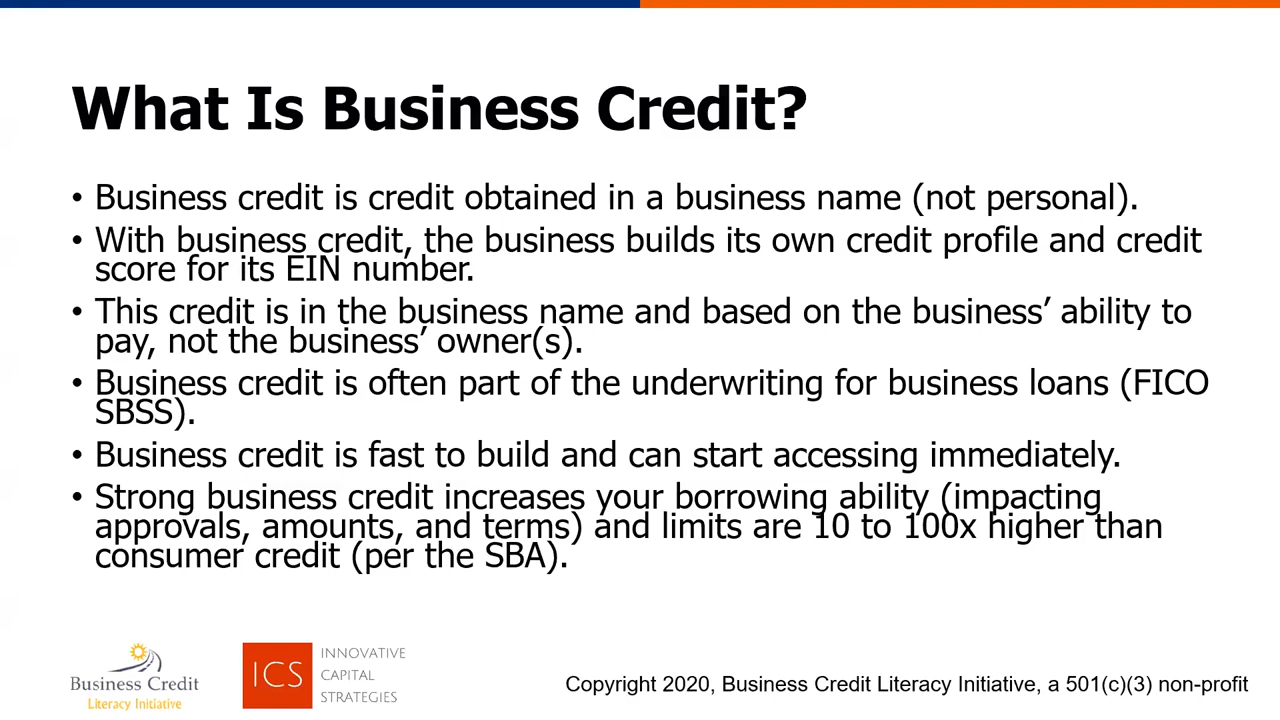 What Is Business Credit?
• Business credit is credit obtained in a business name (not personal).
• With business credit, the business builds its own credit profile and credit
score for its EIN number.
• This credit is in the business name and based on the business’ ability to
pay, not the business’ owner(s).
• Business credit is often part of the underwriting for business loans (FICO
SBSS).
• Business credit is fast to build and can start accessing immediately.
• Strong business credit increases your borrowing ability (impacting
approvals, amounts, and terms) and limits are 10 to 100x higher than
consumer credit (per the SBA).
Business Credit
Literacy Initiative
ICS
INNOVATIVE
CAPITAL
STRATEGIES
Copyright 2020, Business Credit Literacy Initiative, a 501(c)(3) non-profit